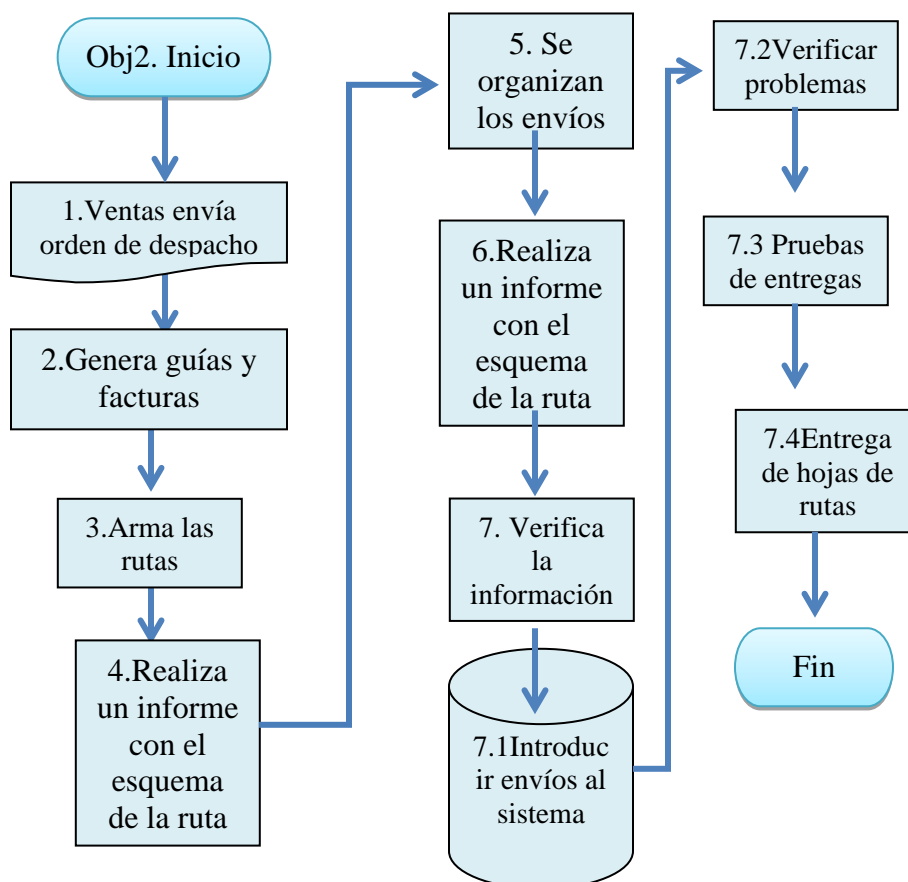 Obj2. Inicio
1.Ventas envía
orden de despacho
2.Genera guías y
facturas
3.Arma las
rutas
4.Realiza
un informe
con el
esquema
de la ruta
5. Se
organizan
los envíos
6.Realiza
un informe
con el
esquema
de la ruta
7. Verifica
la
información
7.1Introduc
ir envíos al
sistema
7.2Verificar
problemas
7.3 Pruebas
de entregas
7.4Entrega
de hojas de
rutas
Fin